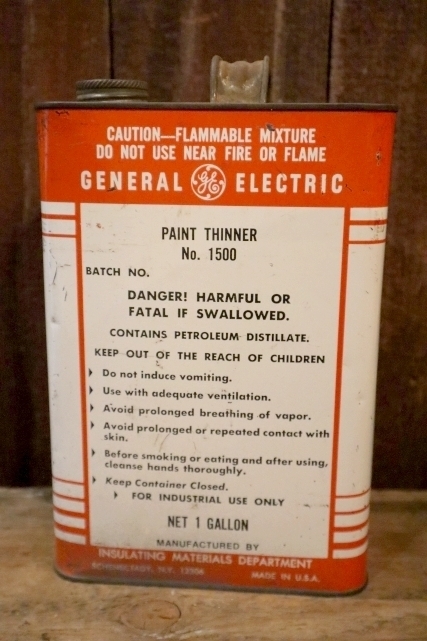 CAUTION—FLAMMABLE MIXTURE
DO NOT USE NEAR FIRE OR FLAME
GENERAL GE ELECTRIC
PAINT THINNER
No. 1500
BATCH NO.
DANGER! HARMFUL OR
FATAL IF SWALLOWED.
CONTAINS PETROLEUM DISTILLATE.
KEEP OUT OF THE REACH OF CHILDREN
Do not induce vomiting.
Use with adequate ventilation.
Avoid prolonged breathing of vapor.
Avoid prolonged or repeated contact with
skin.
Before smoking or eating and after using,
cleanse hands thoroughly.
Keep Container Closed.
FOR INDUSTRIAL USE ONLY
NET 1 GALLON
MANUFACTURED BY
INSULATING MATERIALS DEPARTMENT
SCHENECTADY, N.Y. 12306 MADE IN U.S.A.